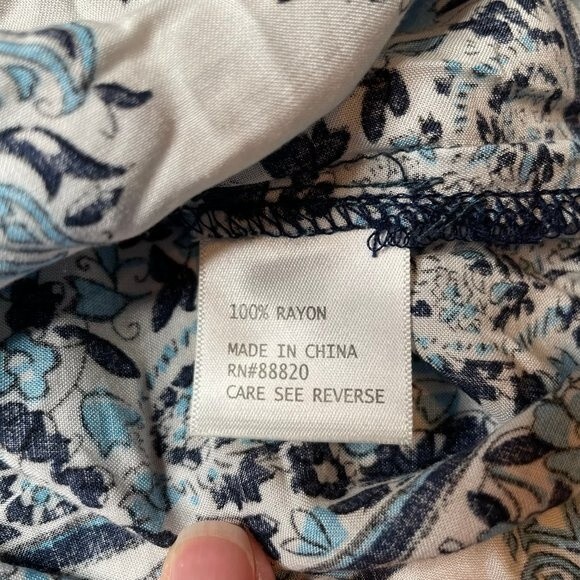 100% RAYON
MADE IN CHINA
RN#88820
CARE SEE REVERSE